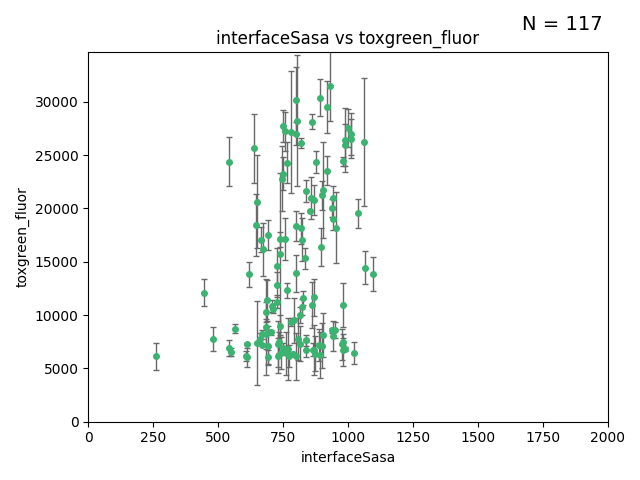 N = 117
interfaceSasa vs toxgreen_fluor
toxgreen_fluor
30000
25000
20000
15000
10000
5000
0
0 250 500 750 1000 1250 1500 1750 2000
interfaceSasa